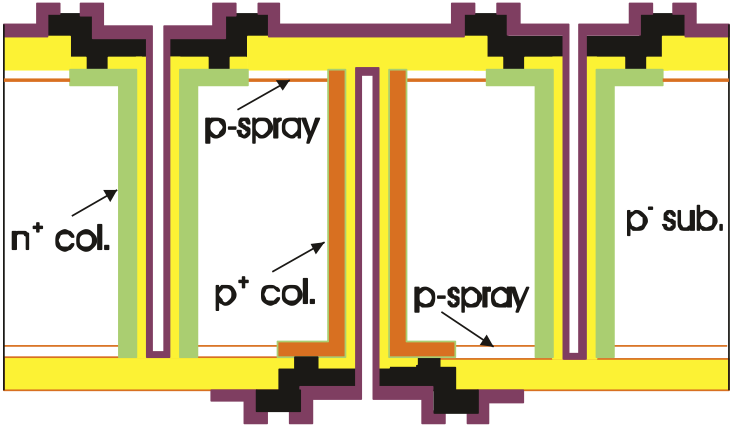 p-spray
n⁺ col.
p⁻ sub.
p⁺ col.
p-spray